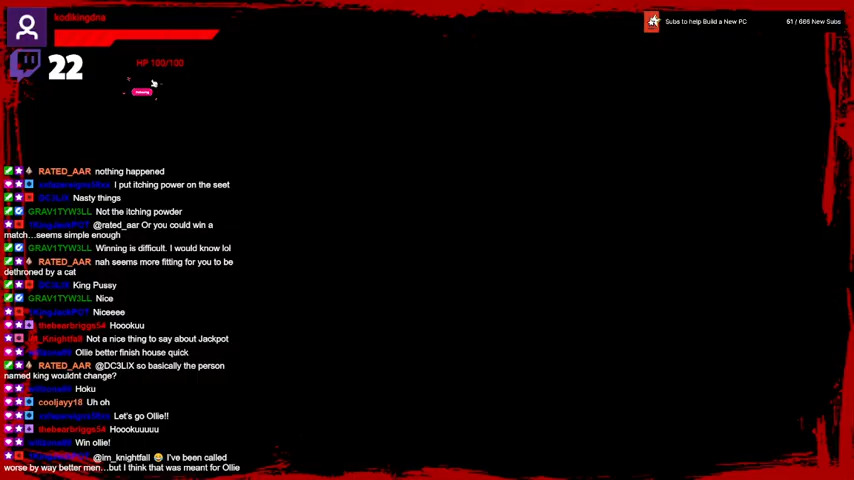 kodikingdna
Subs to help Build a New PC
51 / 666 New Subs
22
HP 100/100
RATED_AAR nothing happened
I put itching power on the seet
DC3LiX Nasty things
GRAV1TYW3LL Not the itching powder
1KingJackPOT @rated_aar Or you could win a
match…seems simple enough
GRAV1TYW3LL Winning is difficult. I would know lol
RATED_AAR nah seems more fitting for you to be
dethroned by a cat
DC3LiX King Pussy
GRAV1TYW3LL Nice
1KingJackPOT Niceeee
thebearbriggs54 Hoookuu
iM_Knightfall Not a nice thing to say about Jackpot
Ollie better finish house quick
RATED_AAR @DC3LiX so basically the person
named king wouldnt change?
Hoku
cooljayy18 Uh oh
Let's go Ollie!!
thebearbriggs54 Hoookuuuuu
Win ollie!
1KingJackPOT @im_knightfall 😂 I've been called
worse by way better men…but I think that was meant for Ollie